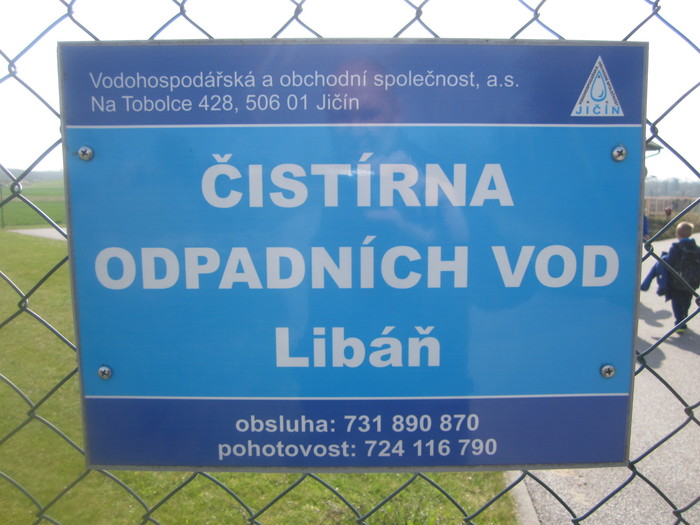 Vodohospodářská a obchodní společnost, a.s.
Na Tobolce 428, 506 01 Jičín
JIČÍN
ČISTÍRNA
ODPADNÍCH VOD
Libáň
obsluha: 731 890 870
pohotovost: 724 116 790